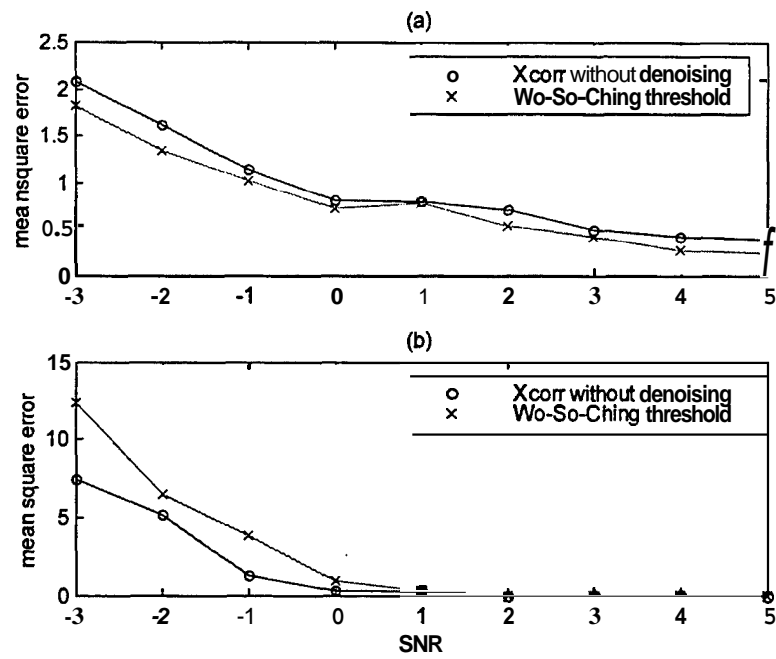 (a)
2.5
2
1.5
1
0.5
0
mea nsquare error
Xcorr without denoising
Wo-So-Ching threshold
-3 -2 -1 0 1 2 3 4 5
(b)
15
10
5
0
mean square error
Xcorr without denoising
Wo-So-Ching threshold
-3 -2 -1 0 1 2 3 4 5
SNR